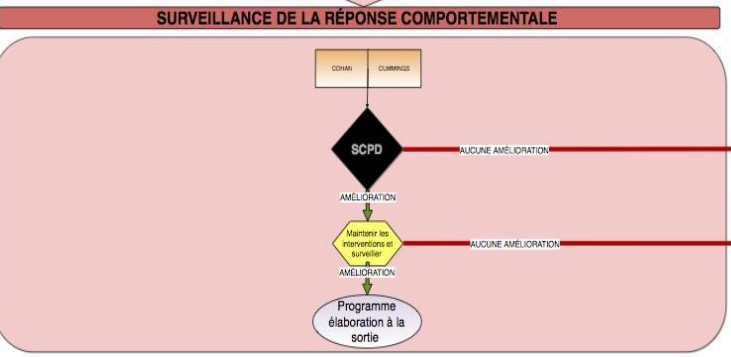 SURVEILLANCE DE LA RÉPONSE COMPORTEMENTALE
COHAN CUMMINGS
SCPD
AUCUNE AMÉLIORATION
AMÉLIORATION
Maintenir les
interventions et
surveiller
AUCUNE AMÉLIORATION
AMÉLIORATION
Programme
élaboration à la
sortie